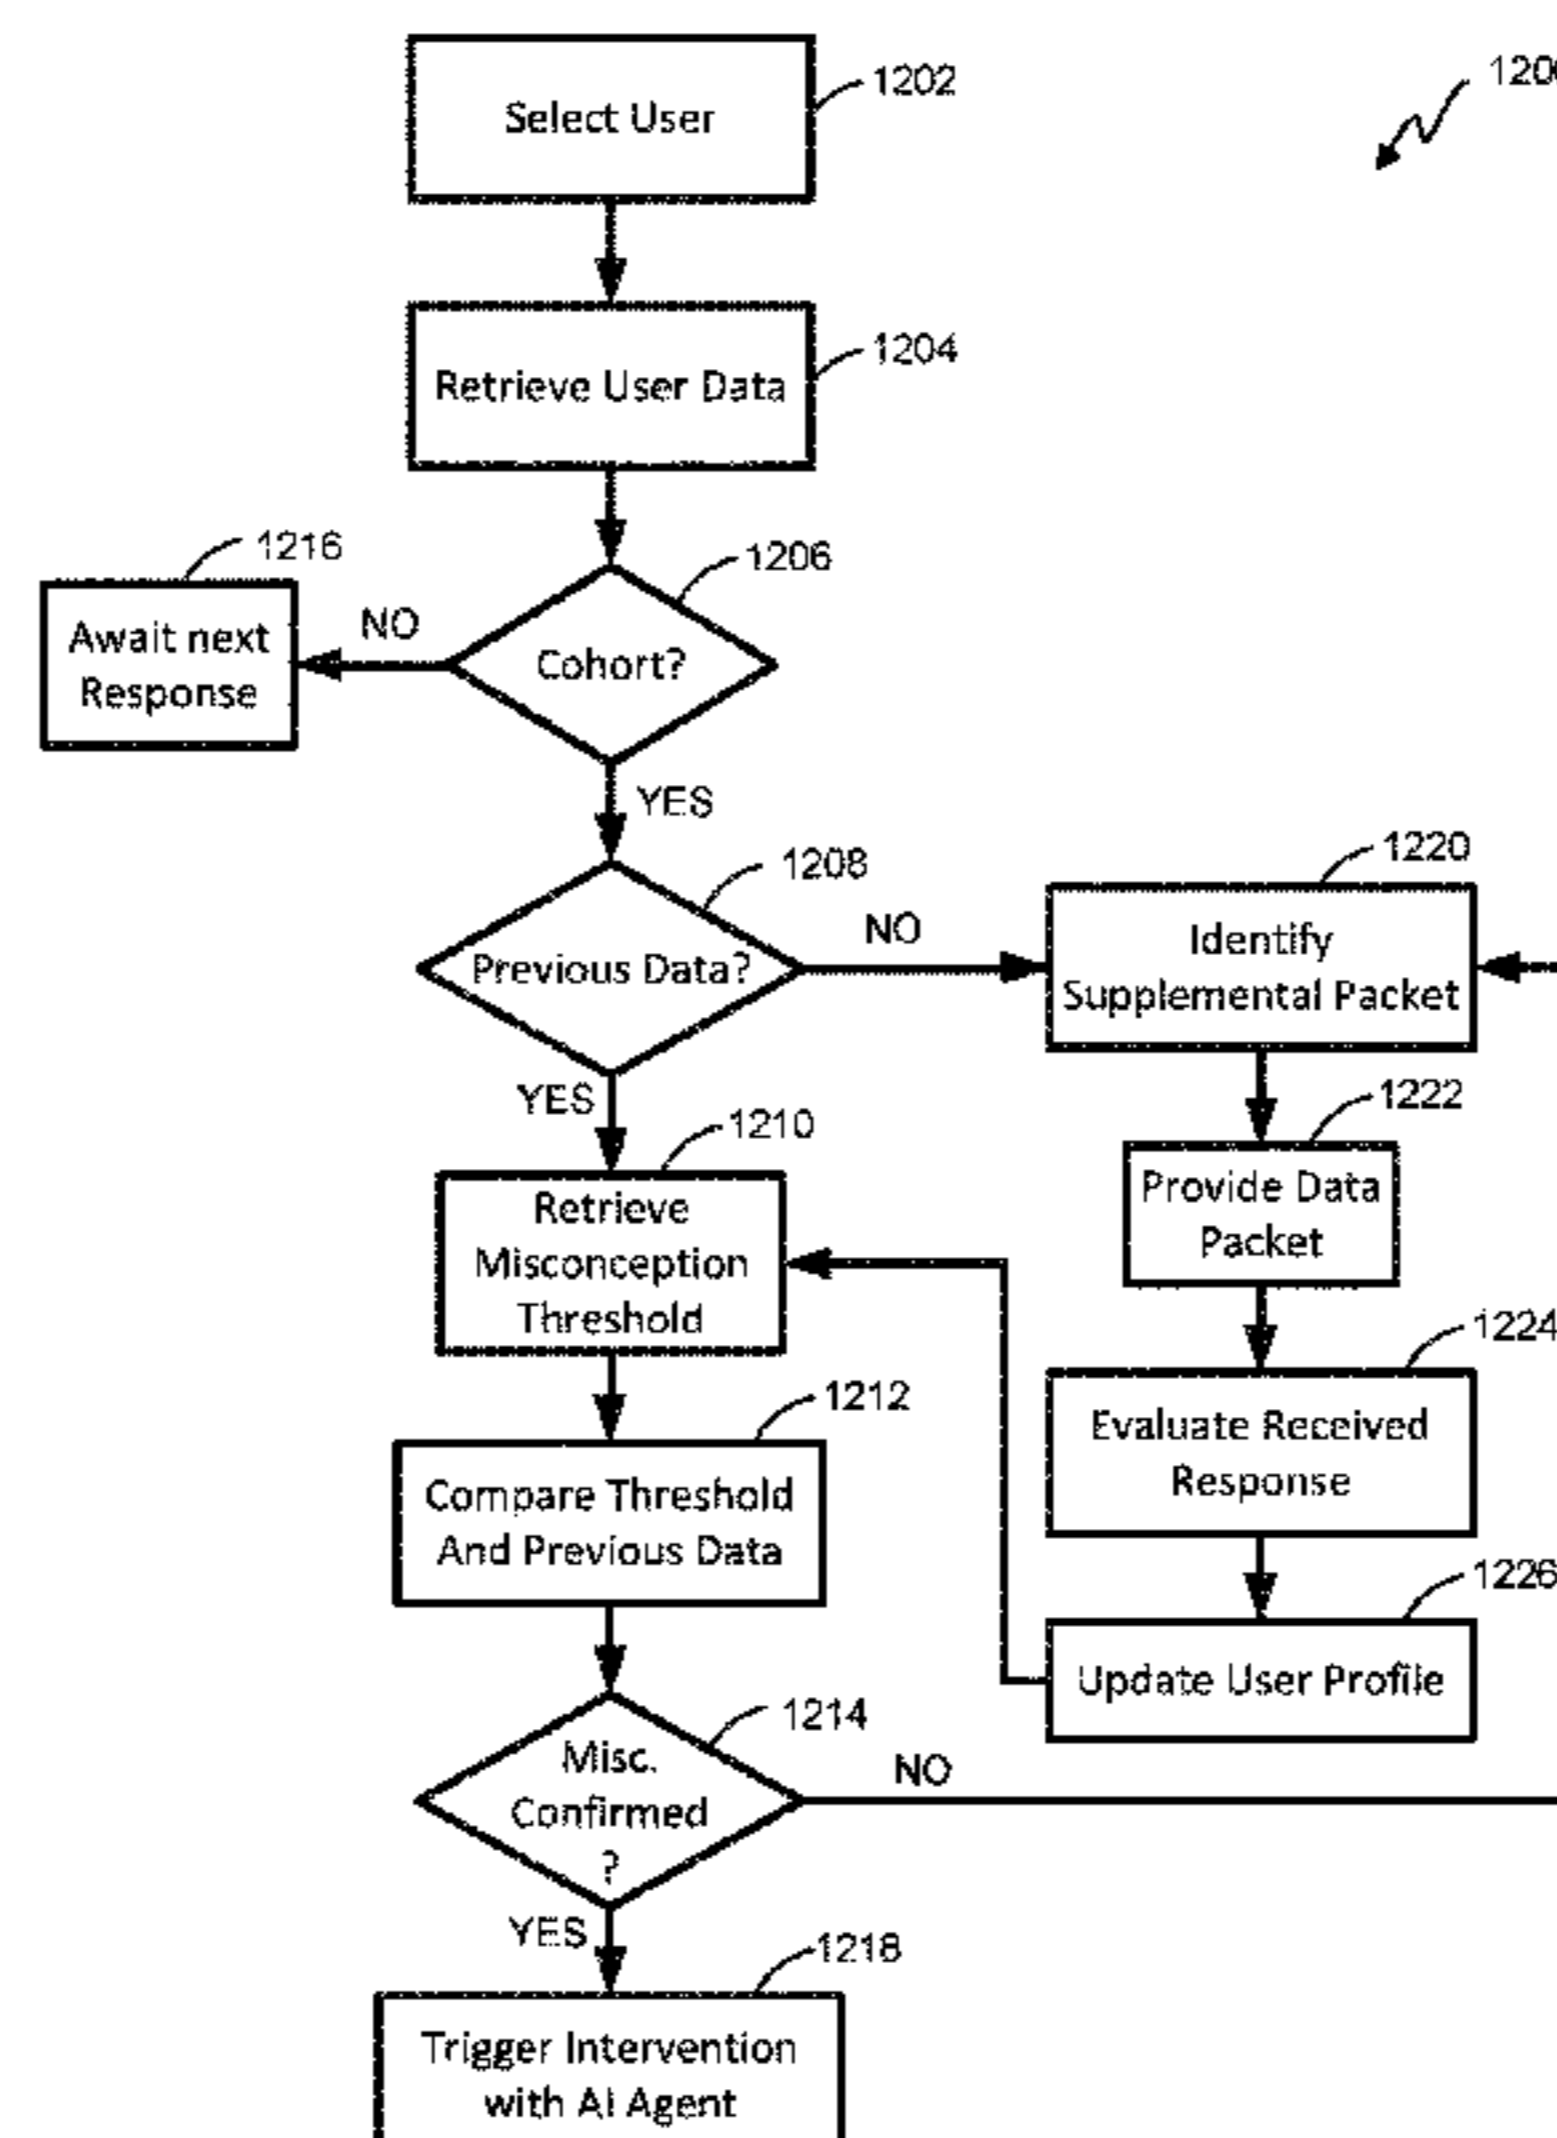 1202
Select User
120
1204
Retrieve User Data
1216
1206
Await next
Response
NO
Cohort?
YES
1208
1220
Previous Data?
NO
Identify
Supplemental Packet
YES
1210
1222
Retrieve
Misconception
Threshold
Provide Data
Packet
1224
1212
Evaluate Received
Response
Compare Threshold
And Previous Data
1226
Update User Profile
1214
Misc.
Confirmed
?
NO
YES
1218
Trigger Intervention
with AI Agent